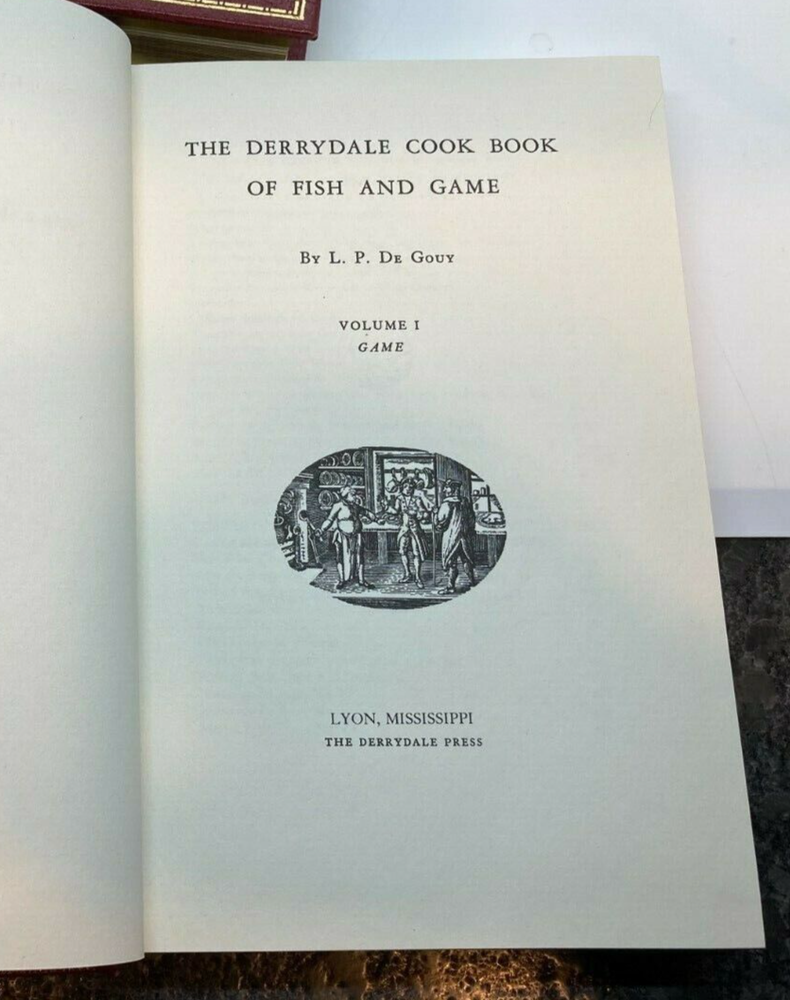 THE DERRYDALE COOK BOOK
OF FISH AND GAME
By L. P. De Gouy
VOLUME I
GAME
LYON, MISSISSIPPI
THE DERRYDALE PRESS